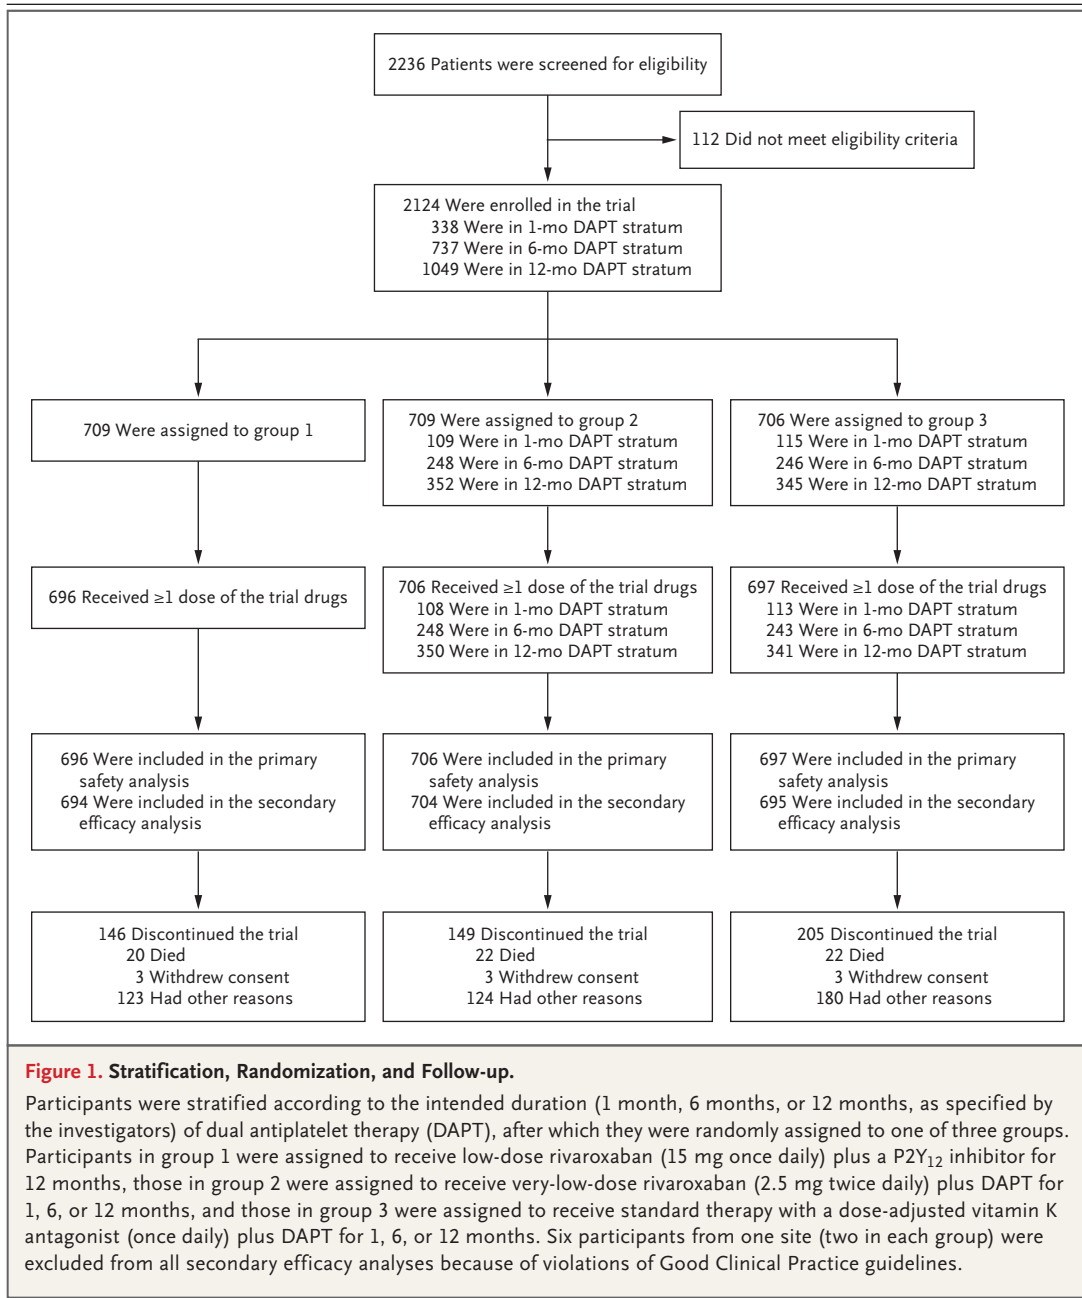 2236 Patients were screened for eligibility
112 Did not meet eligibility criteria
2124 Were enrolled in the trial
338 Were in 1-mo DAPT stratum
737 Were in 6-mo DAPT stratum
1049 Were in 12-mo DAPT stratum
709 Were assigned to group 1
709 Were assigned to group 2
109 Were in 1-mo DAPT stratum
248 Were in 6-mo DAPT stratum
352 Were in 12-mo DAPT stratum
706 Were assigned to group 3
115 Were in 1-mo DAPT stratum
246 Were in 6-mo DAPT stratum
345 Were in 12-mo DAPT stratum
696 Received ≥1 dose of the trial drugs
706 Received ≥1 dose of the trial drugs
108 Were in 1-mo DAPT stratum
248 Were in 6-mo DAPT stratum
350 Were in 12-mo DAPT stratum
697 Received ≥1 dose of the trial drugs
113 Were in 1-mo DAPT stratum
243 Were in 6-mo DAPT stratum
341 Were in 12-mo DAPT stratum
696 Were included in the primary
safety analysis
694 Were included in the secondary
efficacy analysis
706 Were included in the primary
safety analysis
704 Were included in the secondary
efficacy analysis
697 Were included in the primary
safety analysis
695 Were included in the secondary
efficacy analysis
146 Discontinued the trial
20 Died
3 Withdrew consent
123 Had other reasons
149 Discontinued the trial
22 Died
3 Withdrew consent
124 Had other reasons
205 Discontinued the trial
22 Died
3 Withdrew consent
180 Had other reasons
Figure 1. Stratification, Randomization, and Follow-up.
Participants were stratified according to the intended duration (1 month, 6 months, or 12 months, as specified by
the investigators) of dual antiplatelet therapy (DAPT), after which they were randomly assigned to one of three groups.
Participants in group 1 were assigned to receive low-dose rivaroxaban (15 mg once daily) plus a P2Y₁₂ inhibitor for
12 months, those in group 2 were assigned to receive very-low-dose rivaroxaban (2.5 mg twice daily) plus DAPT for
1, 6, or 12 months, and those in group 3 were assigned to receive standard therapy with a dose-adjusted vitamin K
antagonist (once daily) plus DAPT for 1, 6, or 12 months. Six participants from one site (two in each group) were
excluded from all secondary efficacy analyses because of violations of Good Clinical Practice guidelines.